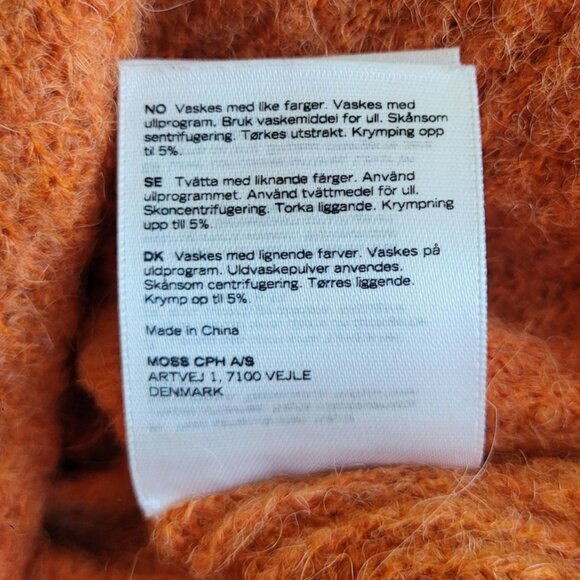 NO Vaskes med like farger. Vaskes med
ullprogram. Bruk vaskemiddel for ull. Skånsom
sentrifugering. Tørkes utstrakt. Krymping opp
til 5%.
SE Tvätta med liknande färger. Använd
ullprogrammet. Använd tvättmedel för ull.
Skoncentrifugering. Torka liggande. Krympning
upp till 5%.
DK Vaskes med lignende farver. Vaskes på
uldprogram. Uldvaskepulver anvendes.
Skånsom centrifugering. Tørres liggende.
Krymp op til 5%.
Made in China
MOSS CPH A/S
ARTVEJ 1, 7100 VEJLE
DENMARK